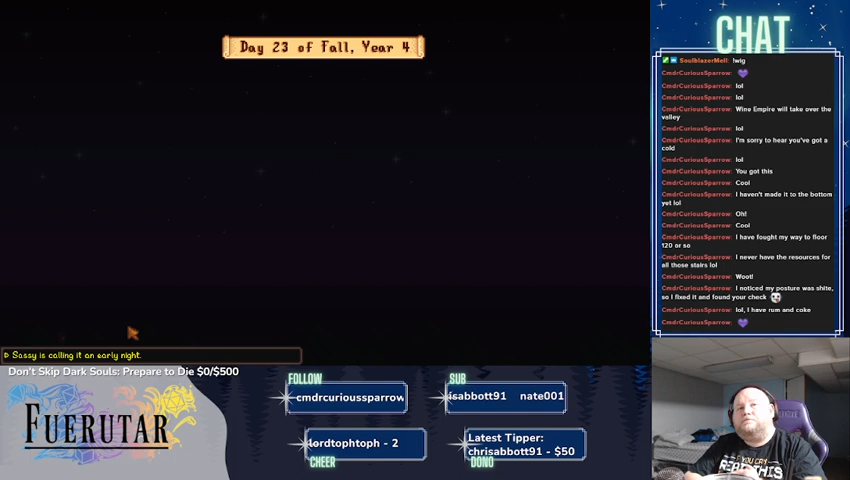 Day 23 of Fall, Year 4
Sassy is calling it an early night.
Don't Skip Dark Souls: Prepare to Die $0/$500
FUERUTAR
FOLLOW
cmdrcurioussparrow
SUB
isabbott91 nate001
lordtophtoph - 2
CHEER
Latest Tipper:
chrisabbott91 - $50
DONO
CHAT
SoulblazerMell: !wig
CmdrCuriousSparrow:
CmdrCuriousSparrow: lol
CmdrCuriousSparrow: lol
CmdrCuriousSparrow: Wine Empire will take over the
valley
CmdrCuriousSparrow: lol
CmdrCuriousSparrow: I'm sorry to hear you've got a
cold
CmdrCuriousSparrow: lol
CmdrCuriousSparrow: You got this
CmdrCuriousSparrow: Cool
CmdrCuriousSparrow: I haven't made it to the bottom
yet lol
CmdrCuriousSparrow: Oh!
CmdrCuriousSparrow: Cool
CmdrCuriousSparrow: I have fought my way to floor
120 or so
CmdrCuriousSparrow: I never have the resources for
all those stairs lol
CmdrCuriousSparrow: Woot!
CmdrCuriousSparrow: I noticed my posture was shite,
so I fixed it and found your check
CmdrCuriousSparrow: lol, I have rum and coke
CmdrCuriousSparrow:
IF YOU CRY
THIS